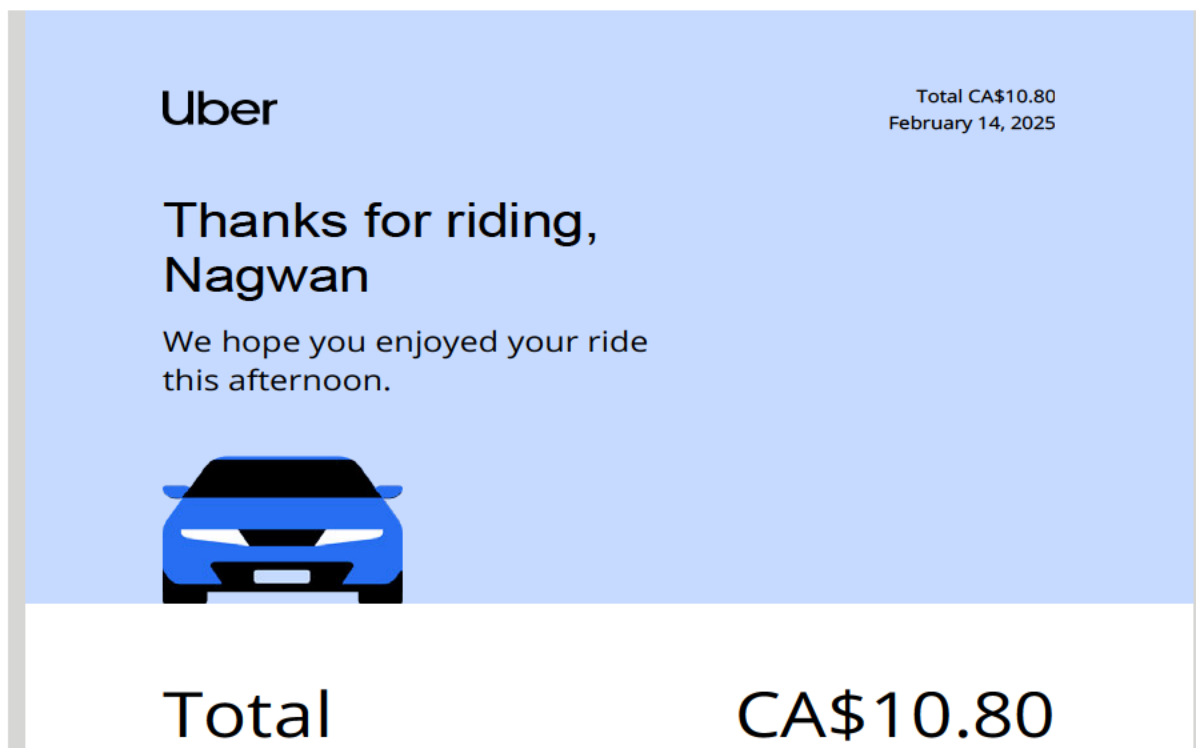 Uber
Total CA$10.80
February 14, 2025
Thanks for riding,
Nagwan
We hope you enjoyed your ride
this afternoon.
Total CA$10.80